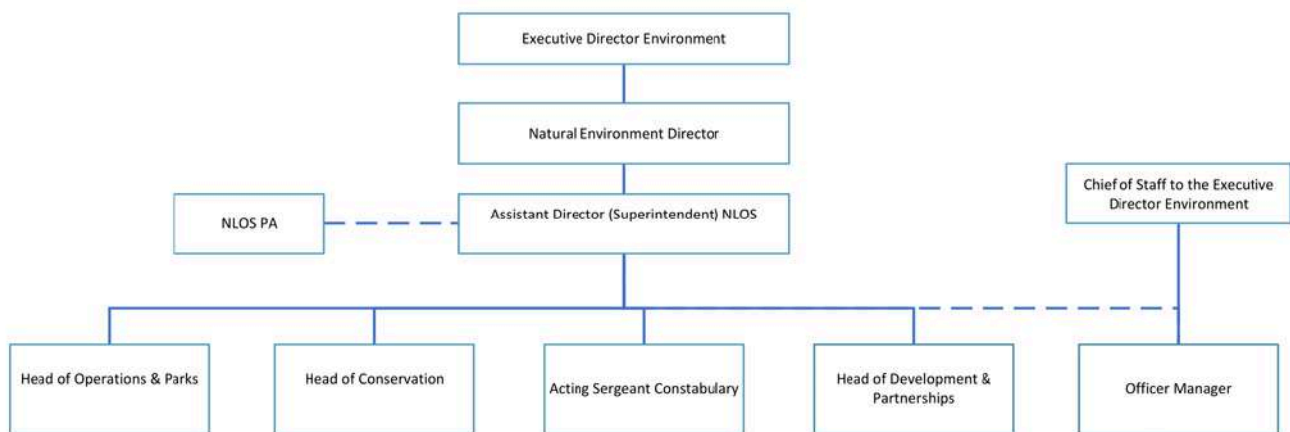 Executive Director Environment
Natural Environment Director
Chief of Staff to the Executive
Director Environment
NLOS PA
Assistant Director (Superintendent) NLOS
Head of Operations & Parks
Head of Conservation
Acting Sergeant Constabulary
Head of Development &
Partnerships
Officer Manager